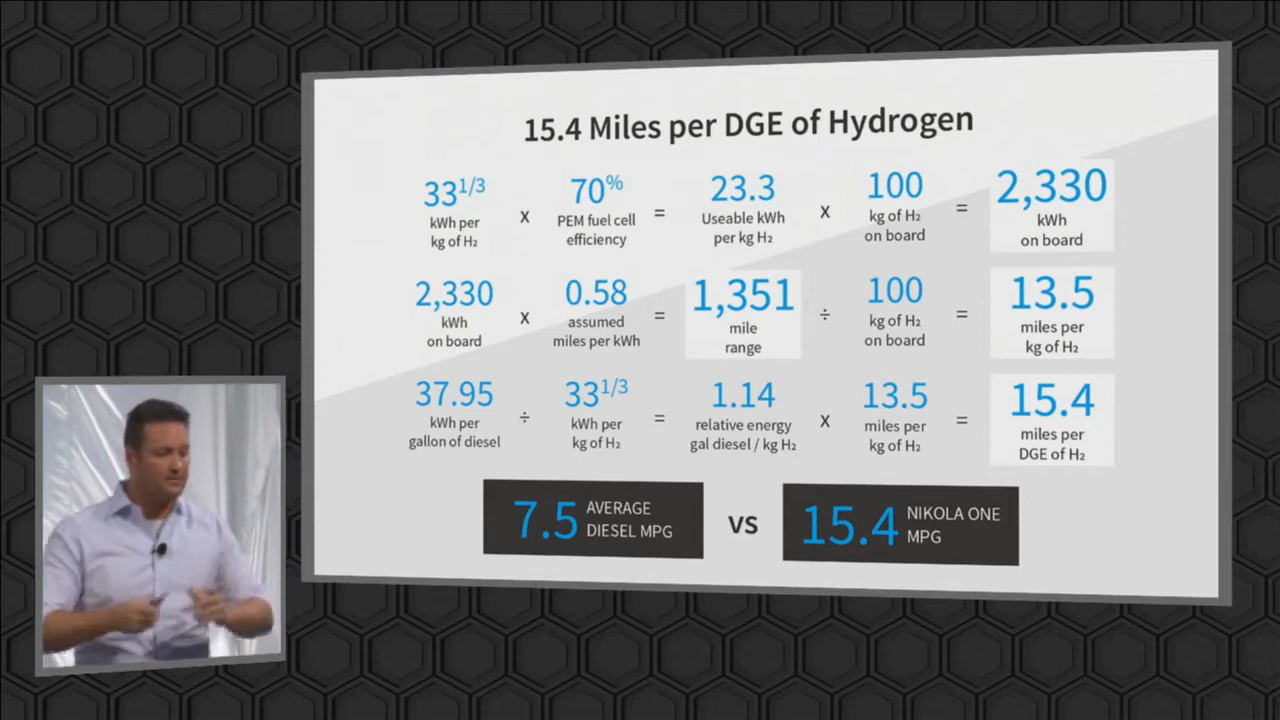 15.4 Miles per DGE of Hydrogen
33 1/3 x 70% = 23.3 x 100 = 2,330
kWh per PEM fuel cell Useable kWh kg of H₂ kWh
kg of H₂ efficiency per kg H₂ on board on board
2,330 x 0.58 = 1,351 ÷ 100 = 13.5
kWh assumed mile kg of H₂ miles per
on board miles per kWh range on board kg of H₂
37.95 ÷ 33 1/3 = 1.14 x 13.5 = 15.4
kWh per kWh per relative energy miles per miles per
gallon of diesel kg of H₂ gal diesel / kg H₂ kg of H₂ DGE of H₂
7.5 AVERAGE DIESEL MPG VS 15.4 NIKOLA ONE MPG